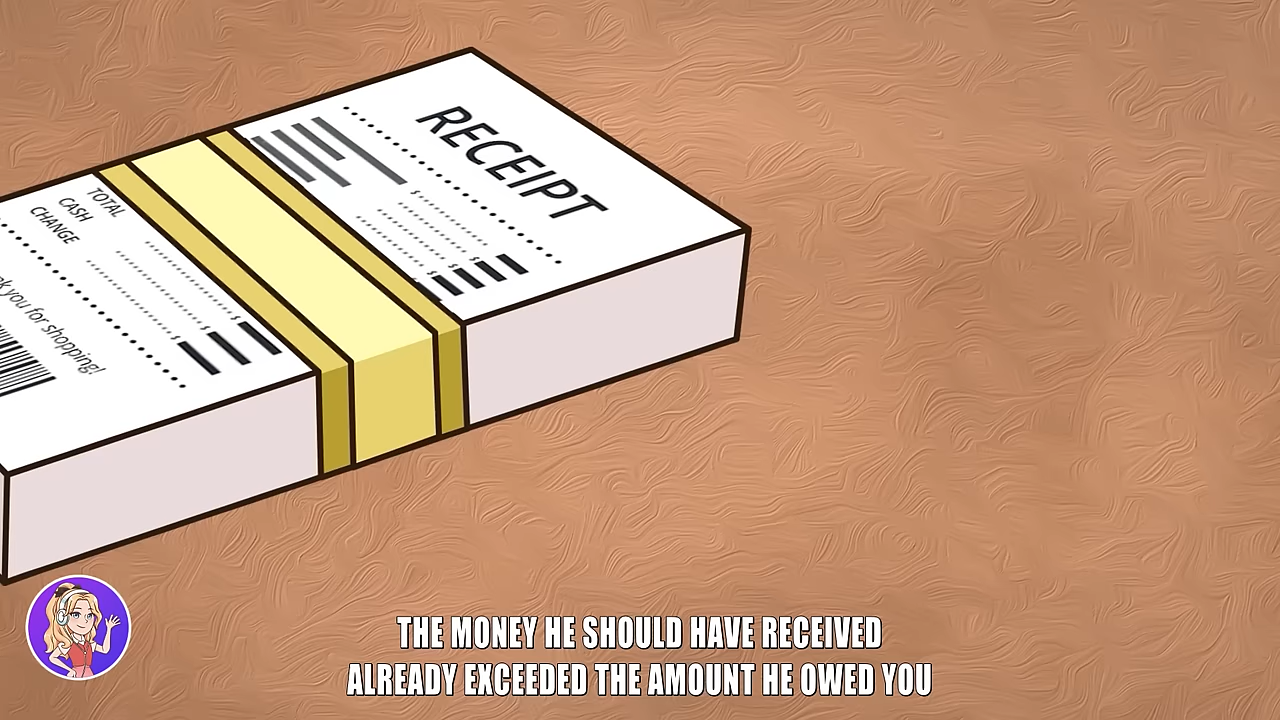 RECEIPT
$
$
TOTAL
CASH
CHANGE
$
$
k you for shopping!
THE MONEY HE SHOULD HAVE RECEIVED
ALREADY EXCEEDED THE AMOUNT HE OWED YOU